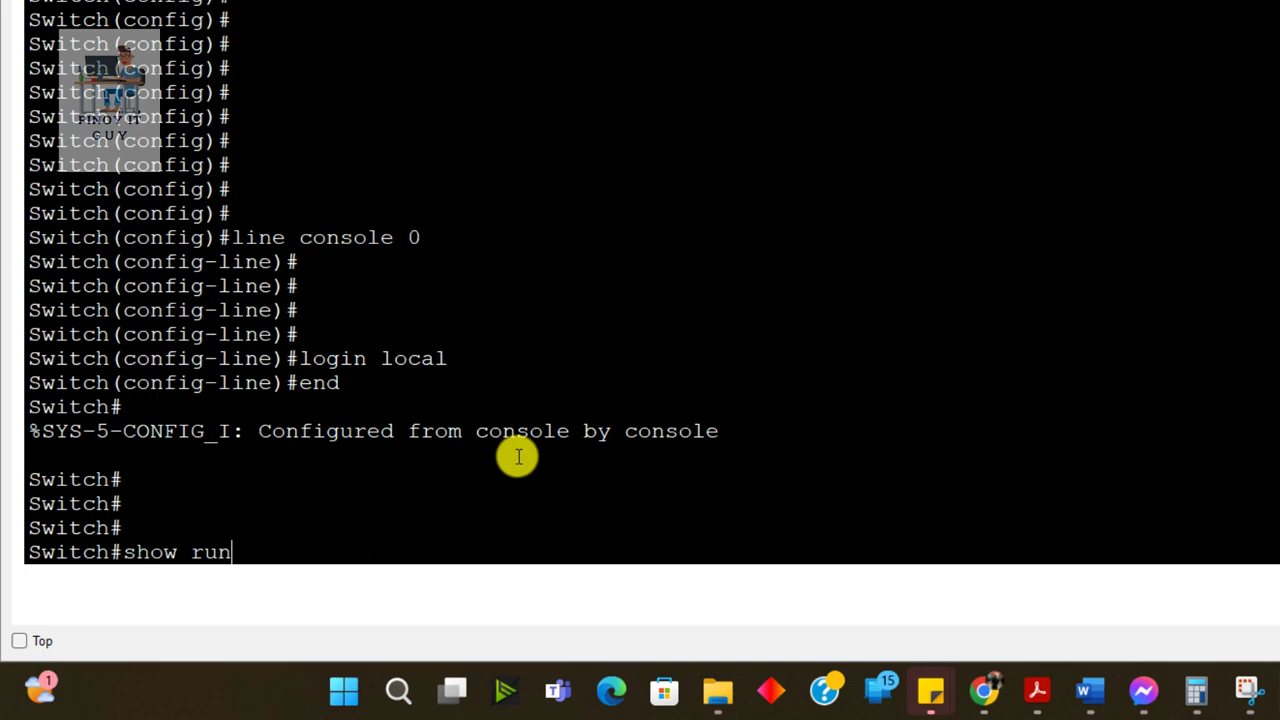 Switch(config)#
Switch(config)#
Switch(config)#
Switch(config)#
Switch(config)#
Switch(config)#
Switch(config)#
Switch(config)#
Switch(config)#
Switch(config)#
PINOY IT
GUY
Switch(config)#line console 0
Switch(config-line)#
Switch(config-line)#
Switch(config-line)#
Switch(config-line)#
Switch(config-line)#login local
Switch(config-line)#end
Switch#
%SYS-5-CONFIG_I: Configured from console by console
Switch#
Switch#
Switch#
Switch#show run
Top
1
15